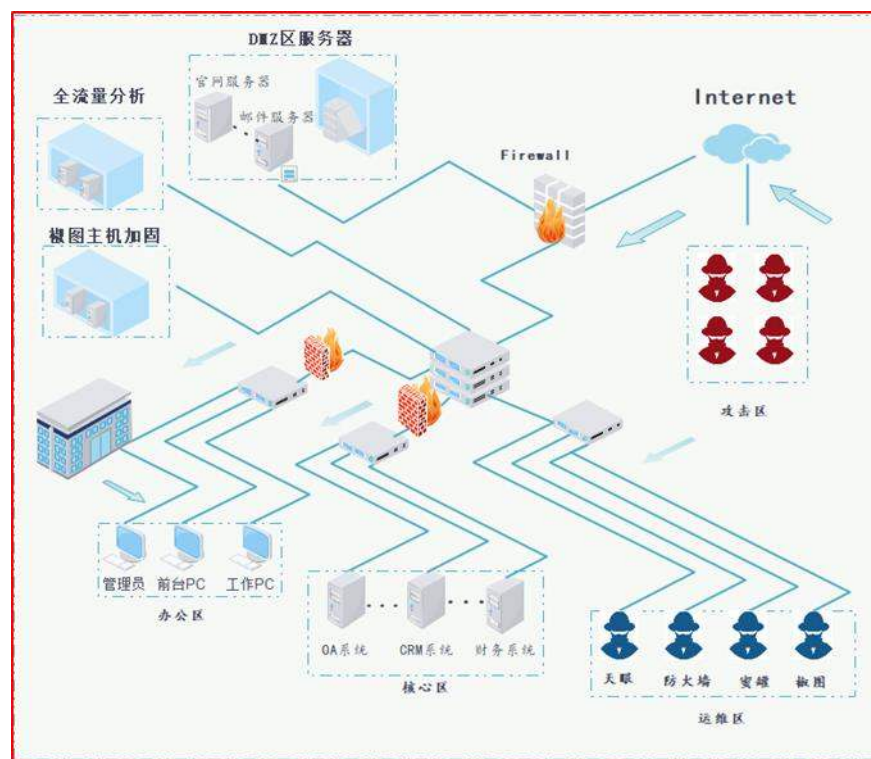 DMZ区服务器
官网服务器
邮件服务器
全流量分析
Internet
Firewall
椒图主机加固
攻击区
管理员 前台PC 工作PC
办公区
OA系统 CRM系统 财务系统
核心区
天眼 防火墙 蜜罐 椒图
运维区